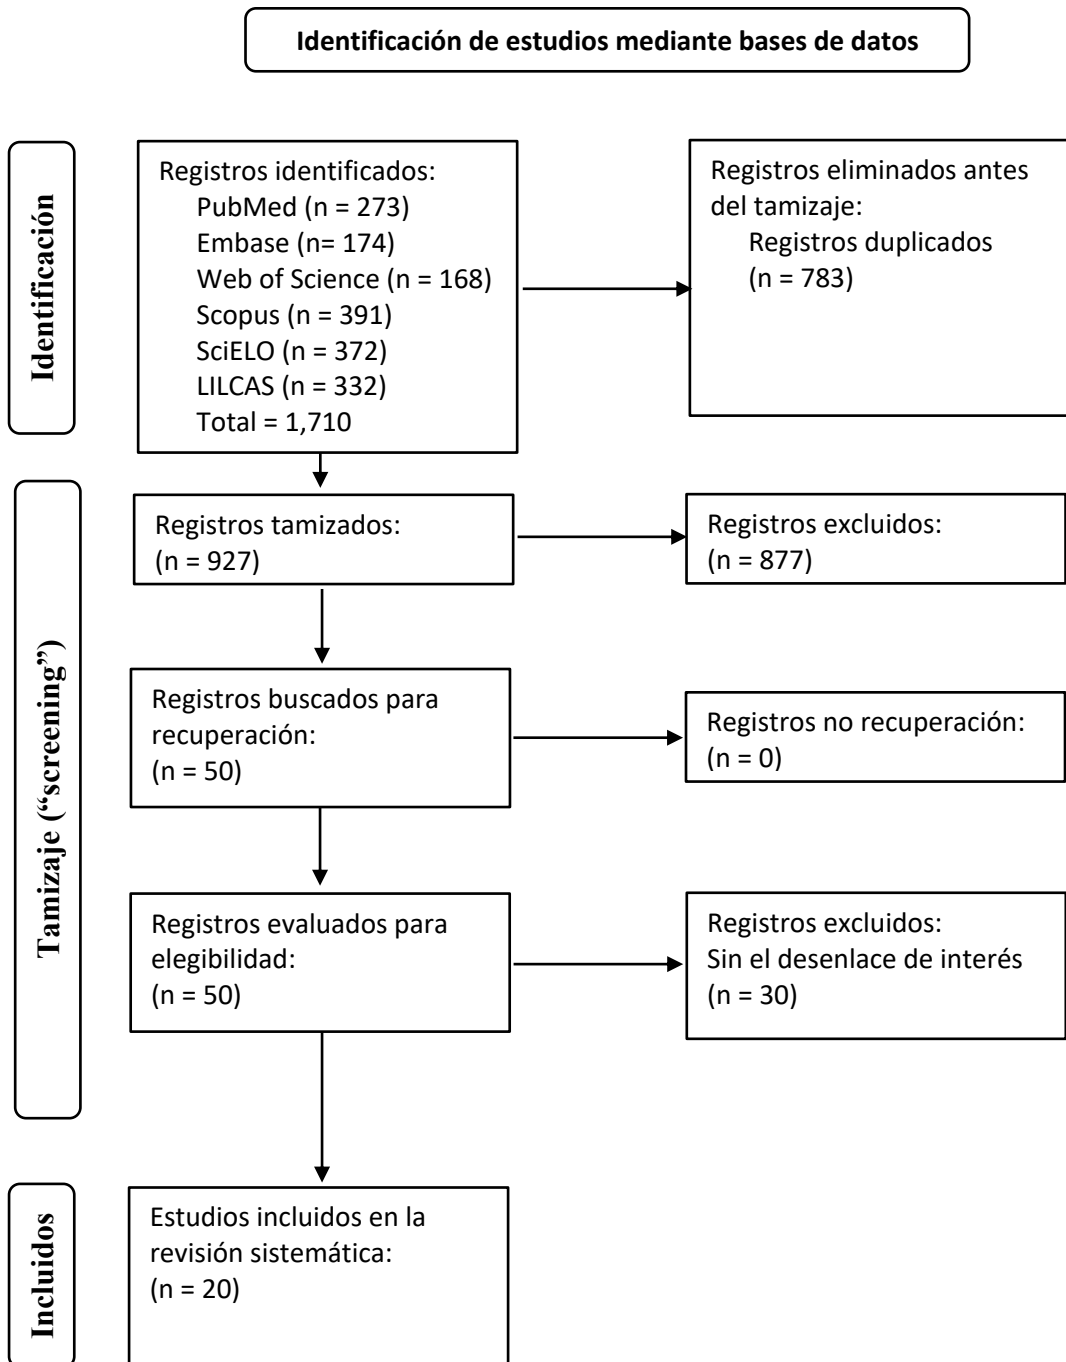 Identificación de estudios mediante bases de datos
Identificación
Registros identificados:
PubMed (n = 273)
Embase (n= 174)
Web of Science (n = 168)
Scopus (n = 391)
SciELO (n = 372)
LILCAS (n = 332)
Total = 1,710
Registros eliminados antes
del tamizaje:
Registros duplicados
(n = 783)
Tamizaje (“screening”)
Registros tamizados:
(n = 927)
Registros excluidos:
(n = 877)
Registros buscados para
recuperación:
(n = 50)
Registros no recuperación:
(n = 0)
Registros evaluados para
elegibilidad:
(n = 50)
Registros excluidos:
Sin el desenlace de interés
(n = 30)
Incluidos
Estudios incluidos en la
revisión sistemática:
(n = 20)